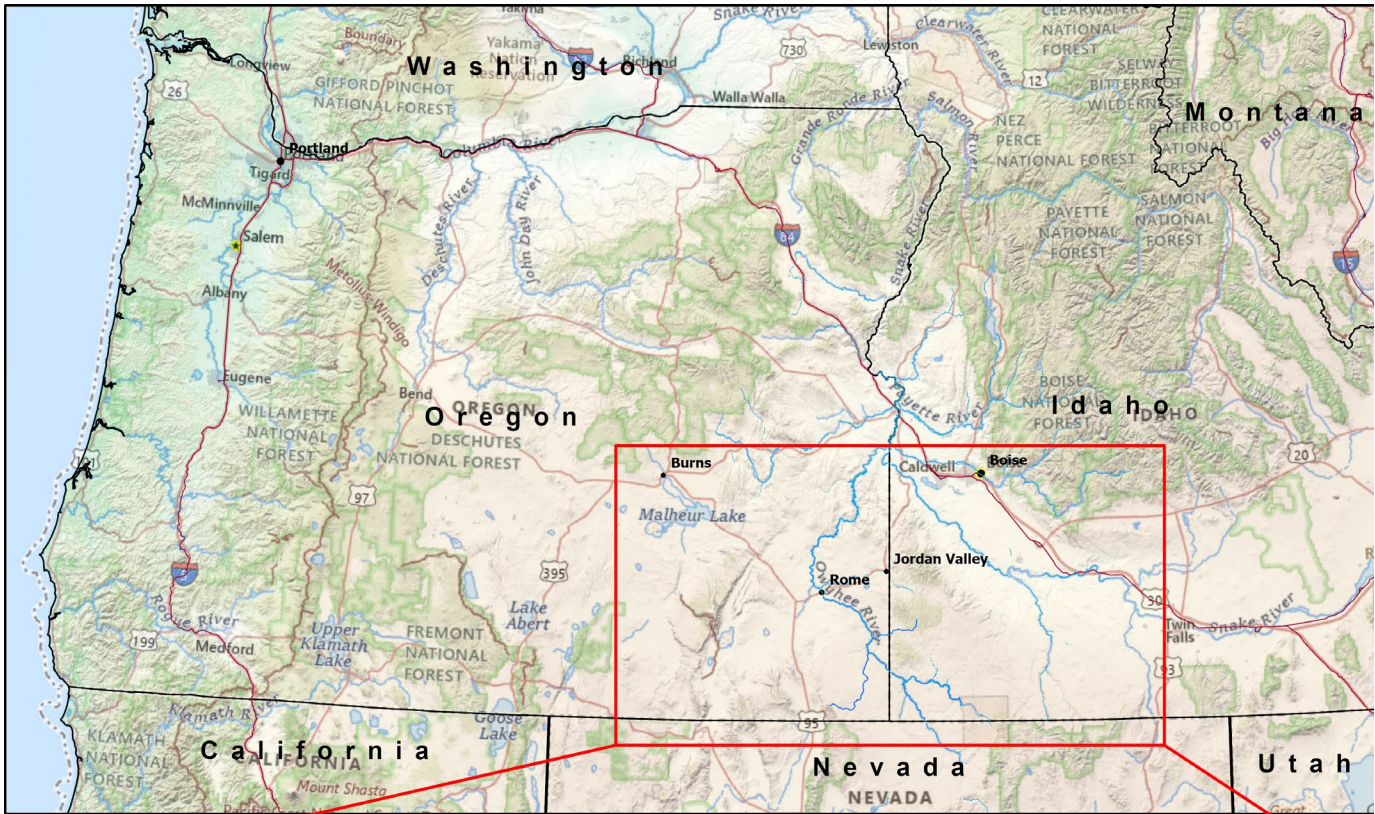 Yakima
Snake River
Clearwater River
CLEARWATER
NATIONAL
FOREST
Boundary
Yakama
Nation
Reservation
Richland
730
Lewiston
Longview
Washington
SELWAY
BITTERROOT
WILDERNESS
12
26
GIFFORD PINCHOT
NATIONAL FOREST
Walla Walla
Grande Ronde River
Salmon River
Montana
BITTERROOT
NATIONAL
FOREST
NEZ
PERCE
NATIONAL FOREST
Portland
Columbia River
Tigard
McMinnville
Salem
Deschutes River
John Day River
84
Snake River
PAYETTE
NATIONAL
FOREST
SALMON
NATIONAL
FOREST
15
Albany
Metolius-Windigo
Eugene
Bend
Oregon
OREGON
Payette River
BOISE
NATIONAL
FOREST
Idaho
IDAHO
WILLAMETTE
NATIONAL
FOREST
DESCHUTES
NATIONAL FOREST
Burns
Caldwell
Boise
20
97
Malheur Lake
Jordan Valley
395
Rome
Owyhee River
5
Rogue River
Lake
Abert
30
Twin
Falls
Snake River
199
Medford
Upper
Klamath
Lake
FREMONT
NATIONAL
FOREST
93
Klamath River
Goose
Lake
95
KLAMATH
NATIONAL
FOREST
California
CALIFORNIA
Mount Shasta
Nevada
NEVADA
Utah
Great